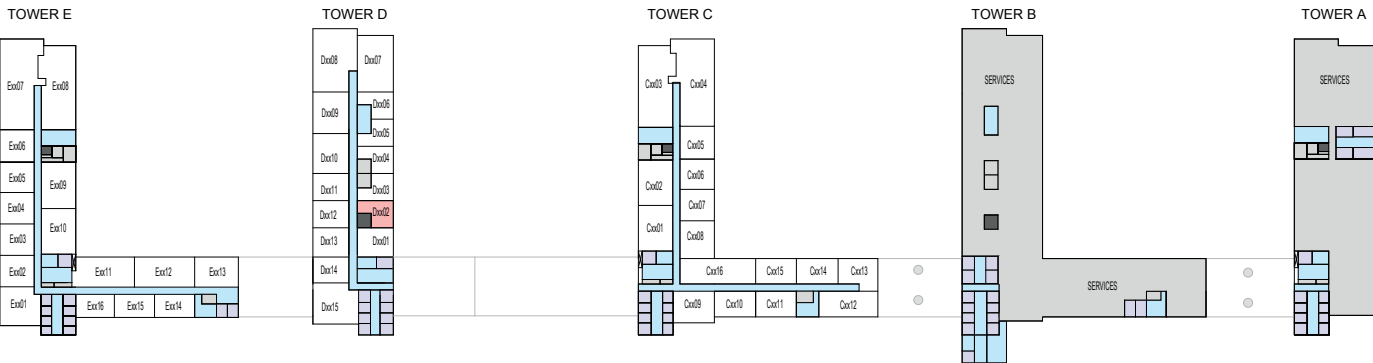 TOWER E
TOWER D
TOWER C
TOWER B
TOWER A
Exx07
Exx08
Exx06
Exx05
Exx09
Exx04
Exx03
Exx10
Exx02
Exx11
Exx12
Exx13
Exx01
Exx16
Exx15
Exx14
Dxx08
Dxx07
Dxx09
Dxx06
Dxx05
Dxx10
Dxx04
Dxx11
Dxx03
Dxx12
Dxx02
Dxx13
Dxx01
Dxx14
Dxx15
Cxx03
Cxx04
Cxx05
Cxx02
Cxx06
Cxx07
Cxx01
Cxx08
Cxx16
Cxx15
Cxx14
Cxx13
Cxx09
Cxx10
Cxx11
Cxx12
SERVICES
SERVICES
SERVICES